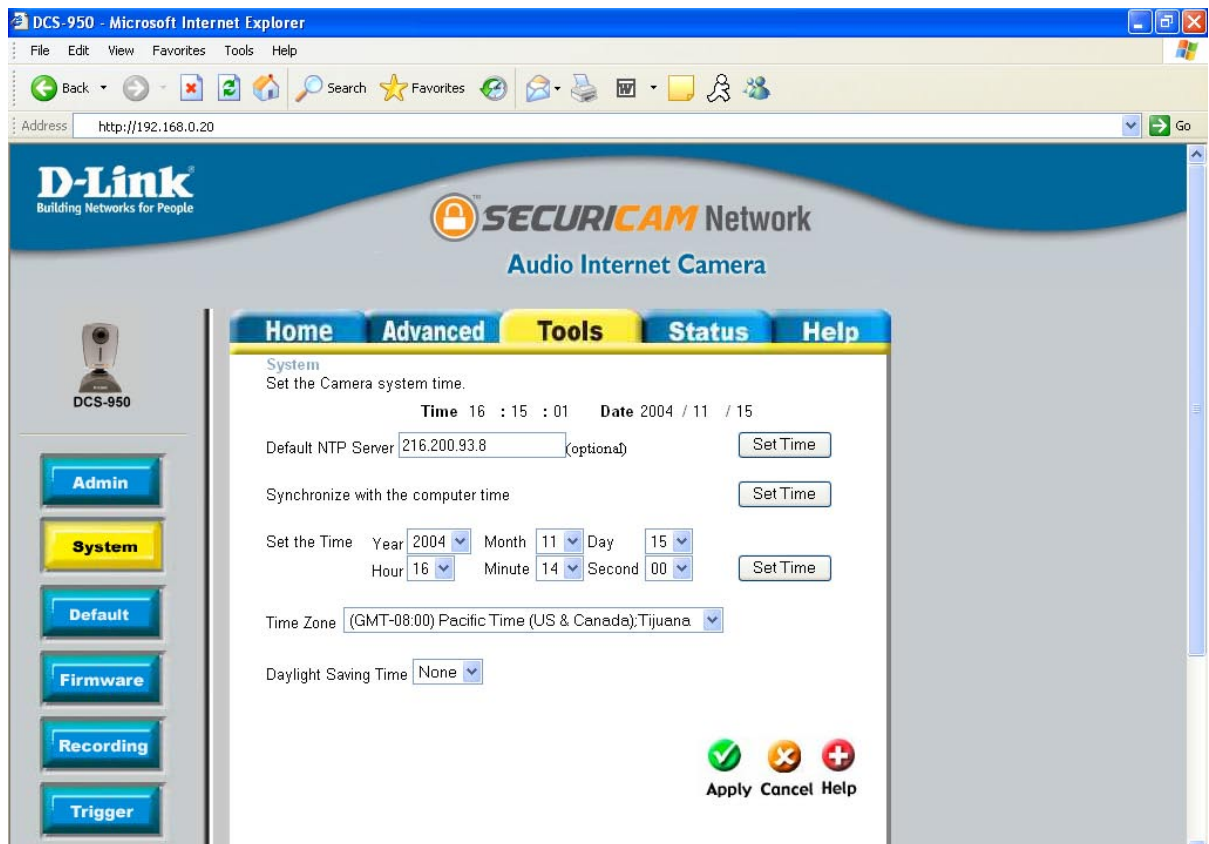 DCS-950 - Microsoft Internet Explorer
File Edit View Favorites Tools Help
Back Search Favorites
Address http://192.168.0.20 Go
D-Link®
Building Networks for People
SECURICAM™ Network
Audio Internet Camera
DCS-950
Home Advanced Tools Status Help
System
Set the Camera system time.
Time 16 : 15 : 01 Date 2004 / 11 / 15
Default NTP Server 216.200.93.8 (optional) Set Time
Synchronize with the computer time Set Time
Set the Time Year 2004 Month 11 Day 15
Hour 16 Minute 14 Second 00 Set Time
Time Zone (GMT-08:00) Pacific Time (US & Canada);Tijuana
Daylight Saving Time None
Apply Cancel Help
Admin
System
Default
Firmware
Recording
Trigger